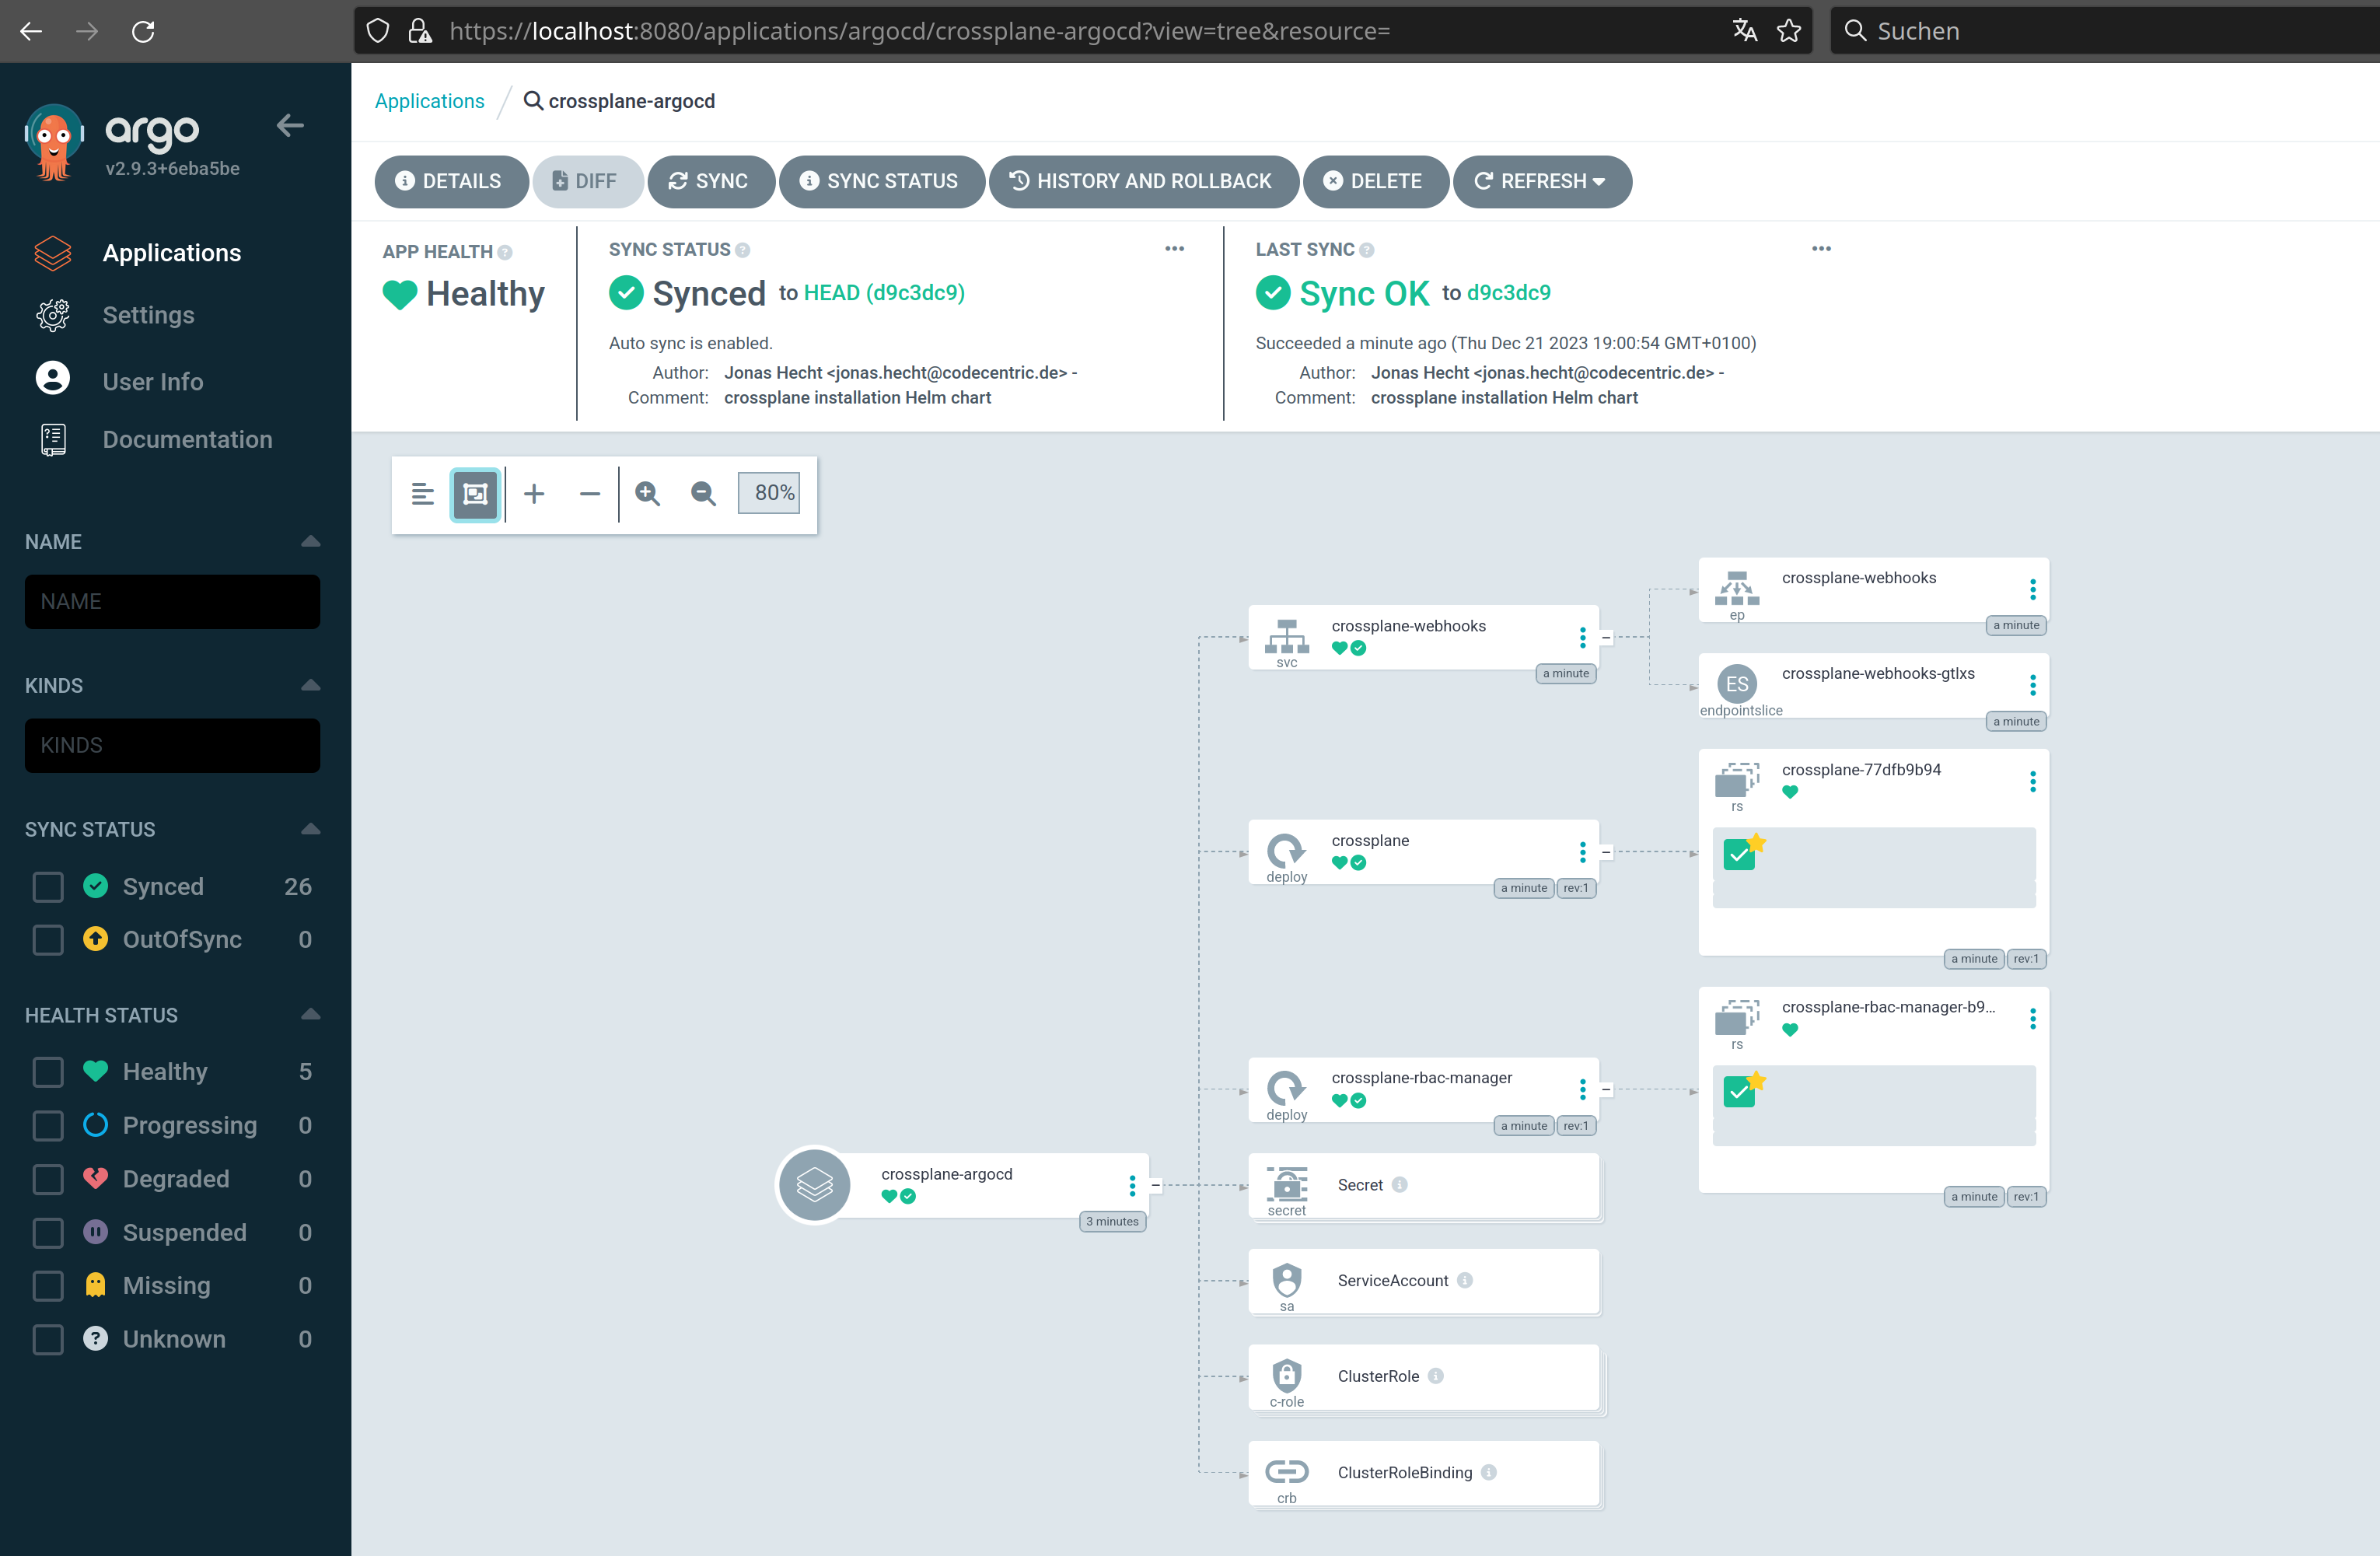 https://localhost:8080/applications/argocd/crossplane-argocd?view=tree&resource=
Suchen
argo
v2.9.3+6eba5be
Applications
Settings
User Info
Documentation
NAME
NAME
KINDS
KINDS
SYNC STATUS
Synced 26
OutOfSync 0
HEALTH STATUS
Healthy 5
Progressing 0
Degraded 0
Suspended 0
Missing 0
Unknown 0
Applications / crossplane-argocd
DETAILS DIFF SYNC SYNC STATUS HISTORY AND ROLLBACK DELETE REFRESH
APP HEALTH
Healthy
SYNC STATUS
Synced to HEAD (d9c3dc9)
Auto sync is enabled.
Author: Jonas Hecht <jonas.hecht@codecentric.de> -
Comment: crossplane installation Helm chart
LAST SYNC
Sync OK to d9c3dc9
Succeeded a minute ago (Thu Dec 21 2023 19:00:54 GMT+0100)
Author: Jonas Hecht <jonas.hecht@codecentric.de> -
Comment: crossplane installation Helm chart
80%
crossplane-argocd
3 minutes
crossplane-webhooks
svc
a minute
crossplane
deploy
a minute rev:1
crossplane-rbac-manager
deploy
a minute rev:1
Secret
secret
ServiceAccount
sa
ClusterRole
c-role
ClusterRoleBinding
crb
crossplane-webhooks
ep
a minute
crossplane-webhooks-gtlxs
ES
endpointslice
a minute
crossplane-77dfb9b94
rs
a minute rev:1
crossplane-rbac-manager-b9...
rs
a minute rev:1